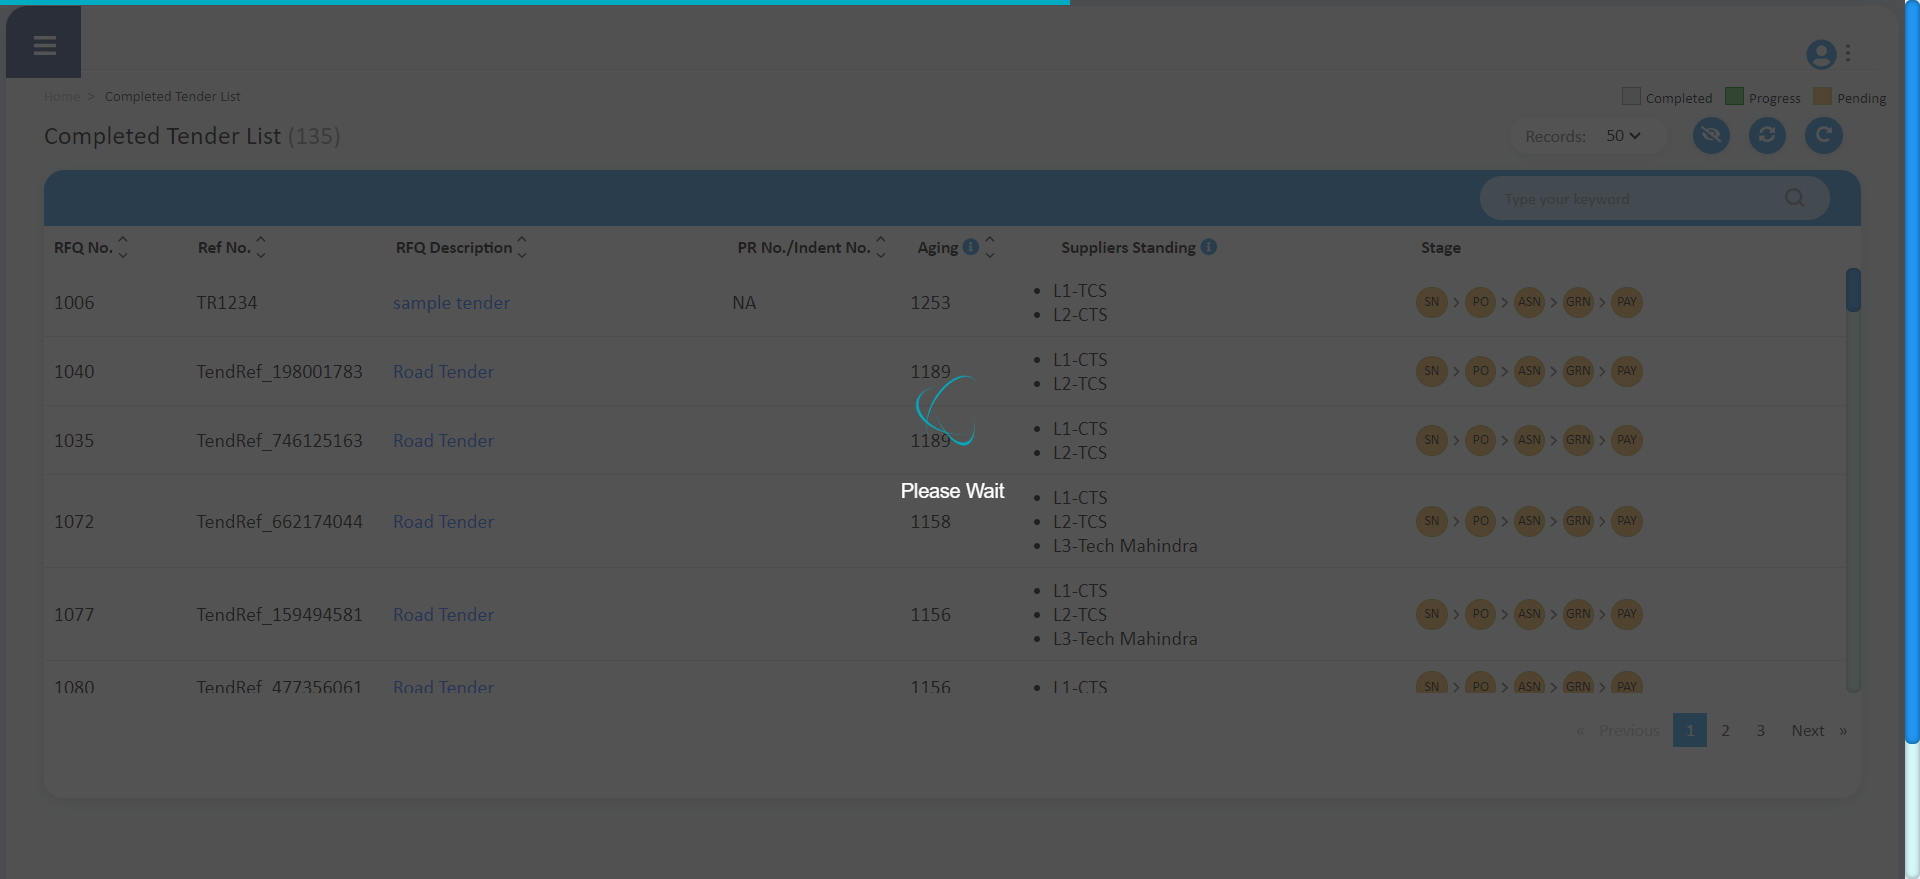 Home > Completed Tender List
Completed Progress Pending
Completed Tender List (135)
Records: 50
Type your keyword
RFQ No. Ref No. RFQ Description PR No./Indent No. Aging Suppliers Standing Stage
1006 TR1234 sample tender NA 1253
• L1-TCS
• L2-CTS
SN > PO > ASN > GRN > PAY
1040 TendRef_198001783 Road Tender 1189
• L1-CTS
• L2-TCS
SN > PO > ASN > GRN > PAY
1035 TendRef_746125163 Road Tender 1189
• L1-CTS
• L2-TCS
SN > PO > ASN > GRN > PAY
Please Wait
1072 TendRef_662174044 Road Tender 1158
• L1-CTS
• L2-TCS
• L3-Tech Mahindra
SN > PO > ASN > GRN > PAY
1077 TendRef_159494581 Road Tender 1156
• L1-CTS
• L2-TCS
• L3-Tech Mahindra
SN > PO > ASN > GRN > PAY
1080 TendRef_477356061 Road Tender 1156
• L1-CTS
SN > PO > ASN > GRN > PAY
« Previous 1 2 3 Next »